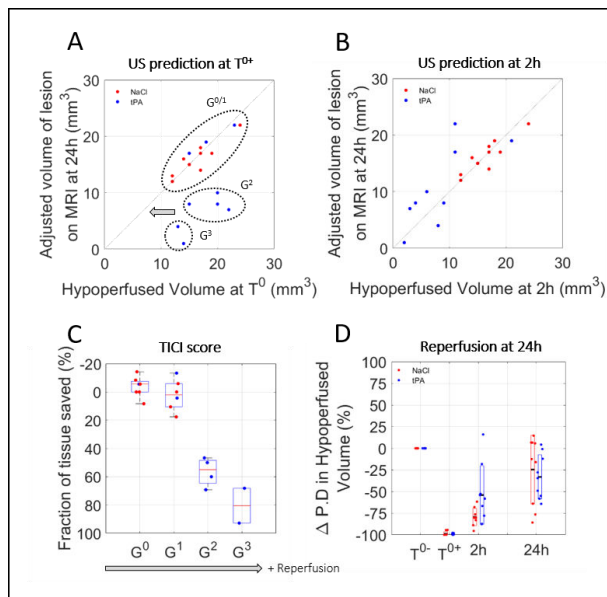 A
US prediction at T0+
Adjusted volume of lesion
on MRI at 24h (mm3)
30
20
10
0
NaCl
tPA
G0/1
G2
G3
0
10
20
30
Hypoperfused Volume at T0 (mm3)
B
US prediction at 2h
Adjusted volume of lesion
on MRI at 24h (mm3)
30
20
10
0
NaCl
tPA
0
10
20
30
Hypoperfused Volume at 2h (mm3)
C
TICI score
Fraction of tissue saved (%)
-20
0
20
40
60
80
100
G0
G1
G2
G3
+ Reperfusion
D
Reperfusion at 24h
Δ P.D in Hypoperfused
Volume (%)
100
75
50
25
0
-25
-50
-75
-100
NaCl
tPA
T0-
T0+
2h
24h